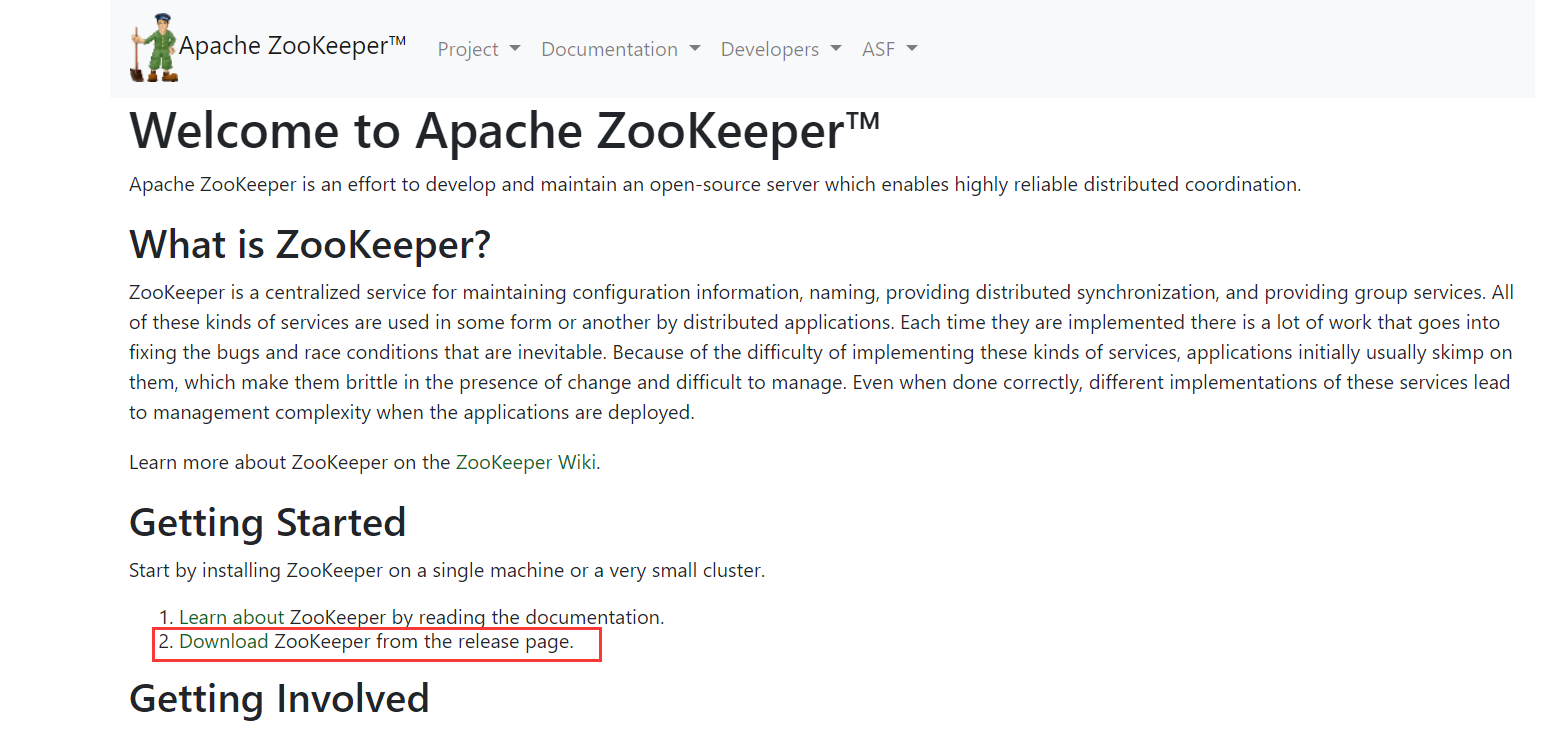 Apache ZooKeeper™ Project Documentation Developers ASF
Welcome to Apache ZooKeeper™
Apache ZooKeeper is an effort to develop and maintain an open-source server which enables highly reliable distributed coordination.
What is ZooKeeper?
ZooKeeper is a centralized service for maintaining configuration information, naming, providing distributed synchronization, and providing group services. All
of these kinds of services are used in some form or another by distributed applications. Each time they are implemented there is a lot of work that goes into
fixing the bugs and race conditions that are inevitable. Because of the difficulty of implementing these kinds of services, applications initially usually skimp on
them, which make them brittle in the presence of change and difficult to manage. Even when done correctly, different implementations of these services lead
to management complexity when the applications are deployed.
Learn more about ZooKeeper on the ZooKeeper Wiki.
Getting Started
Start by installing ZooKeeper on a single machine or a very small cluster.
1. Learn about ZooKeeper by reading the documentation.
2. Download ZooKeeper from the release page.
Getting Involved